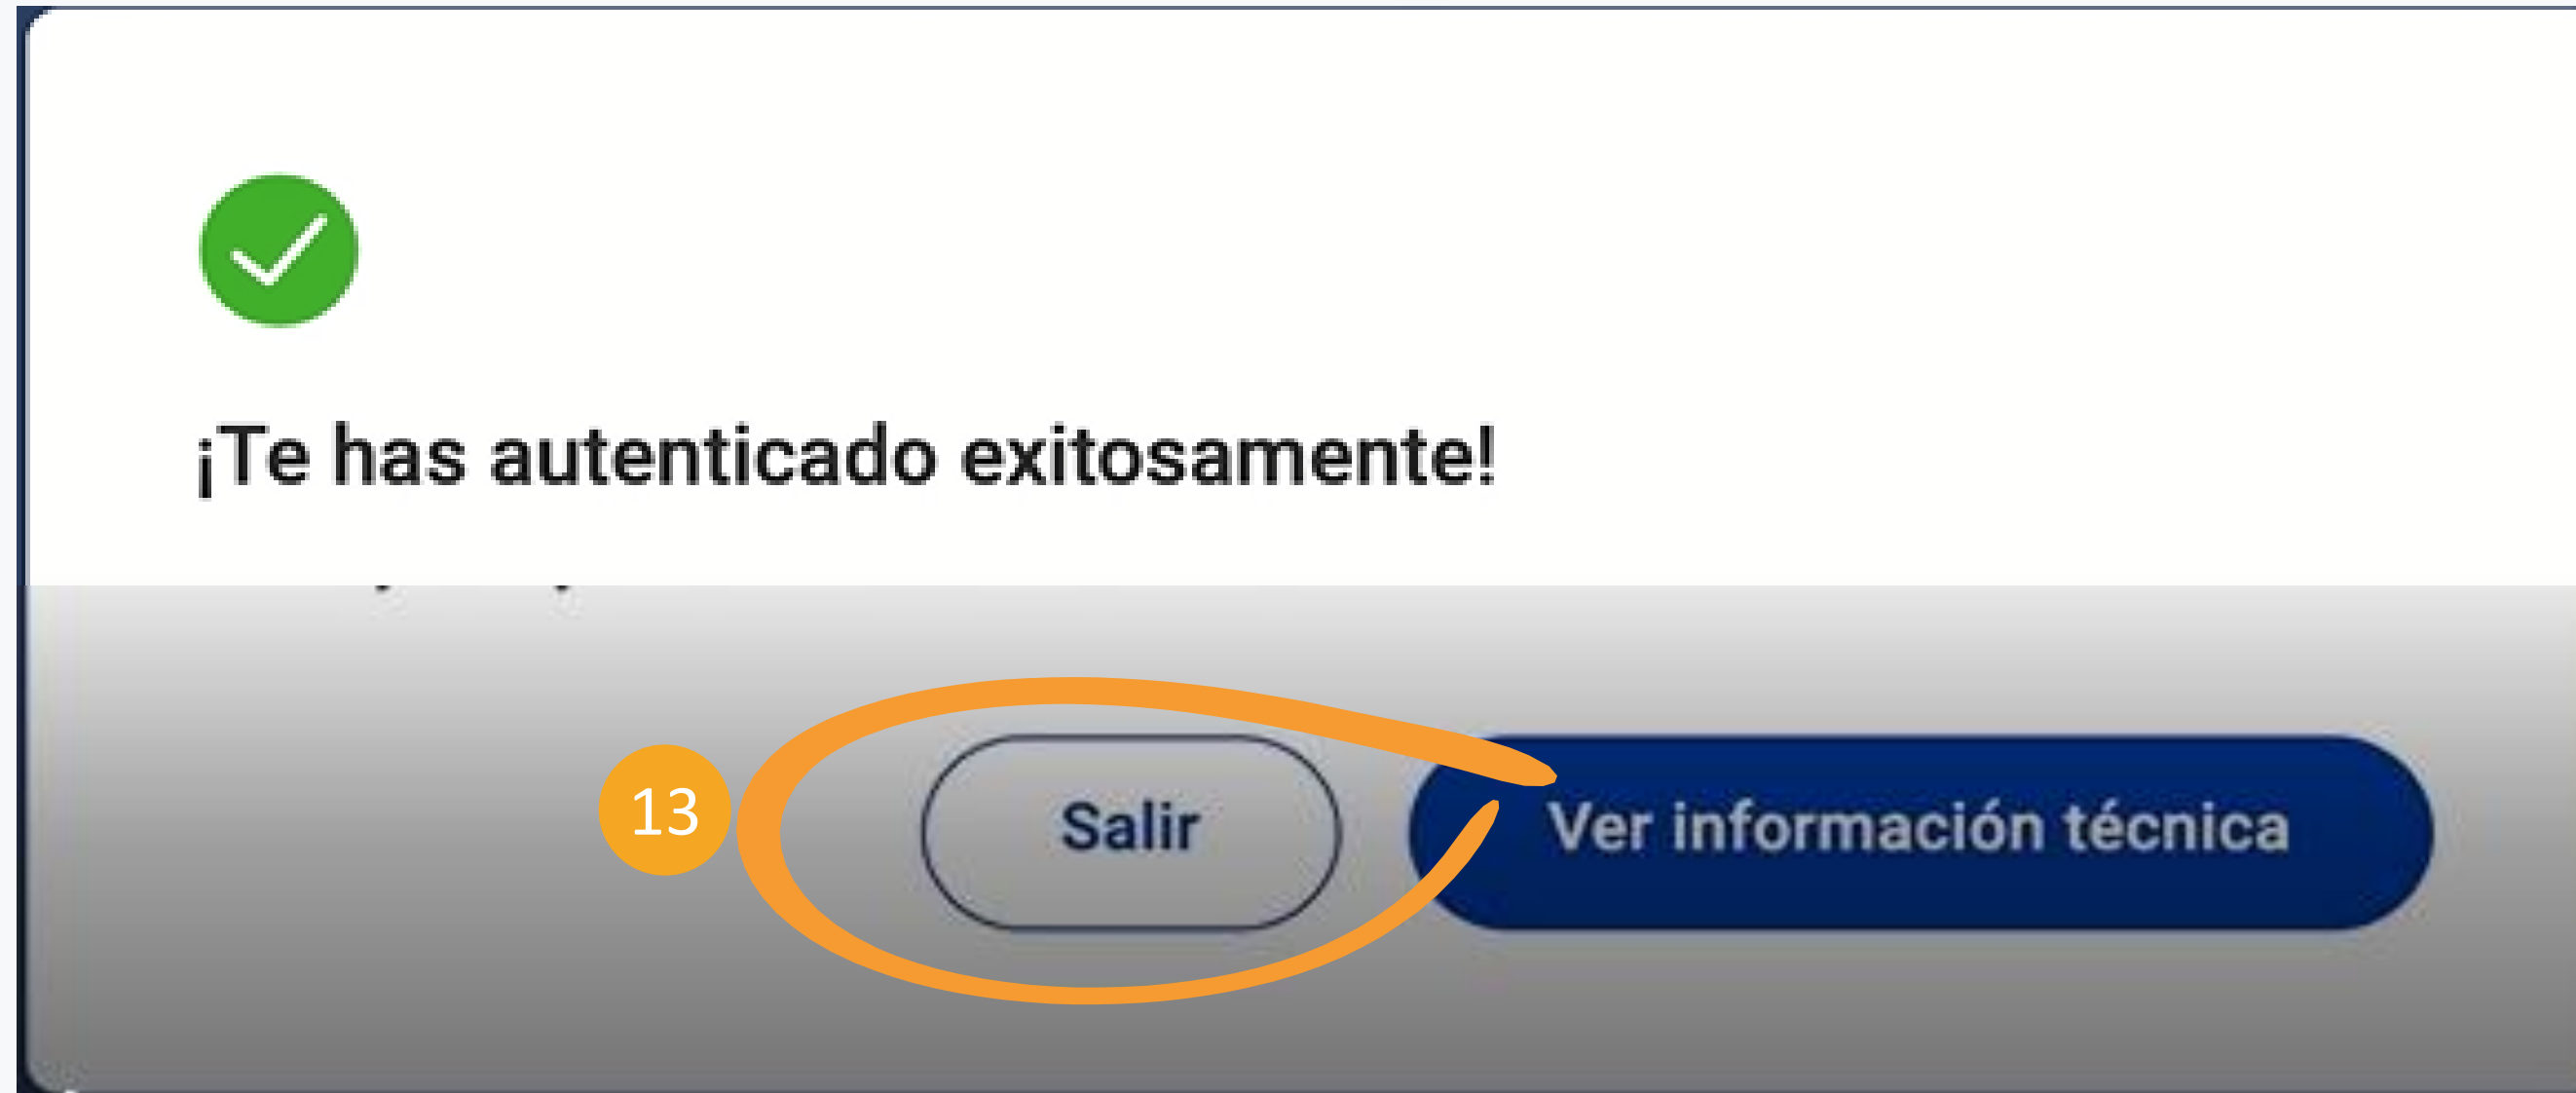 ¡Te has autenticado exitosamente!
13
Salir
Ver información técnica